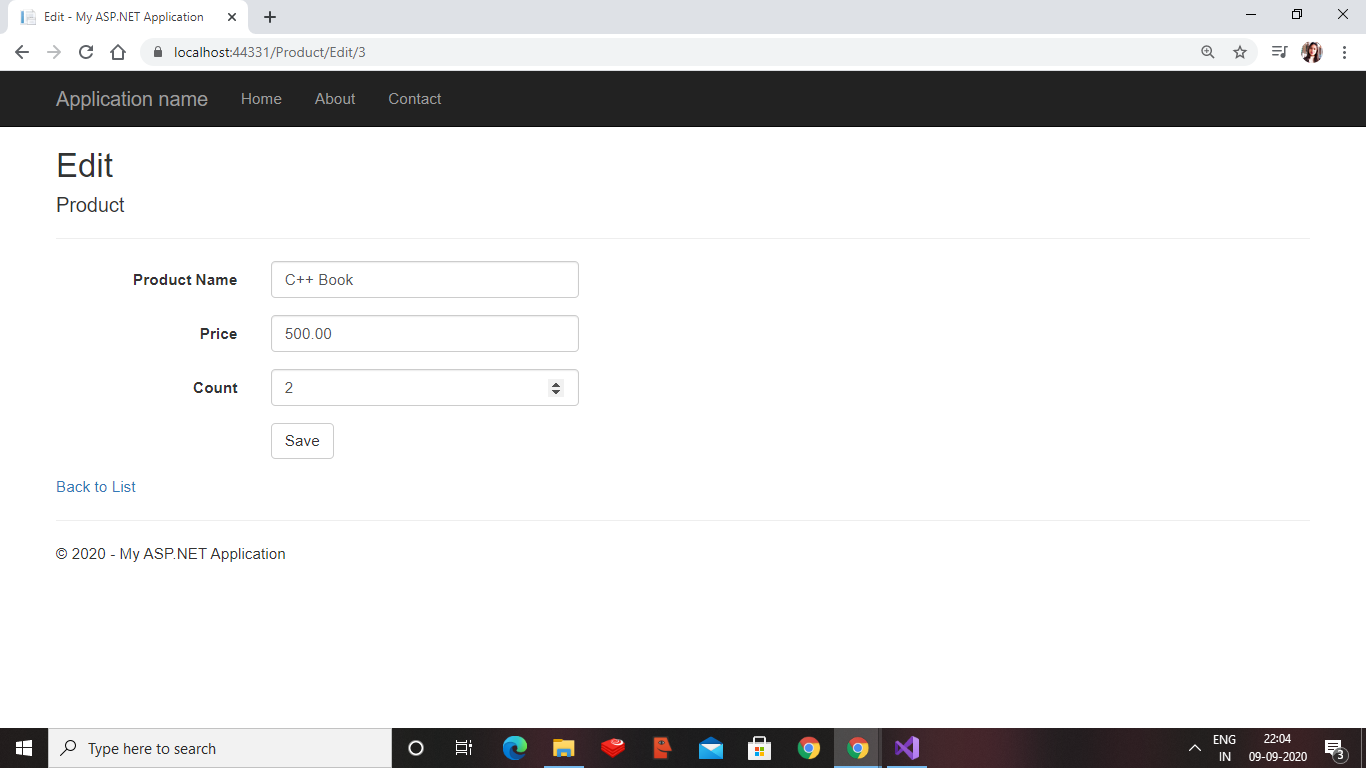 Edit - My ASP.NET Application
localhost:44331/Product/Edit/3
Application name Home About Contact
Edit
Product
Product Name C++ Book
Price 500.00
Count 2
Save
Back to List
© 2020 - My ASP.NET Application
Type here to search
ENG 22:04
IN 09-09-2020 3